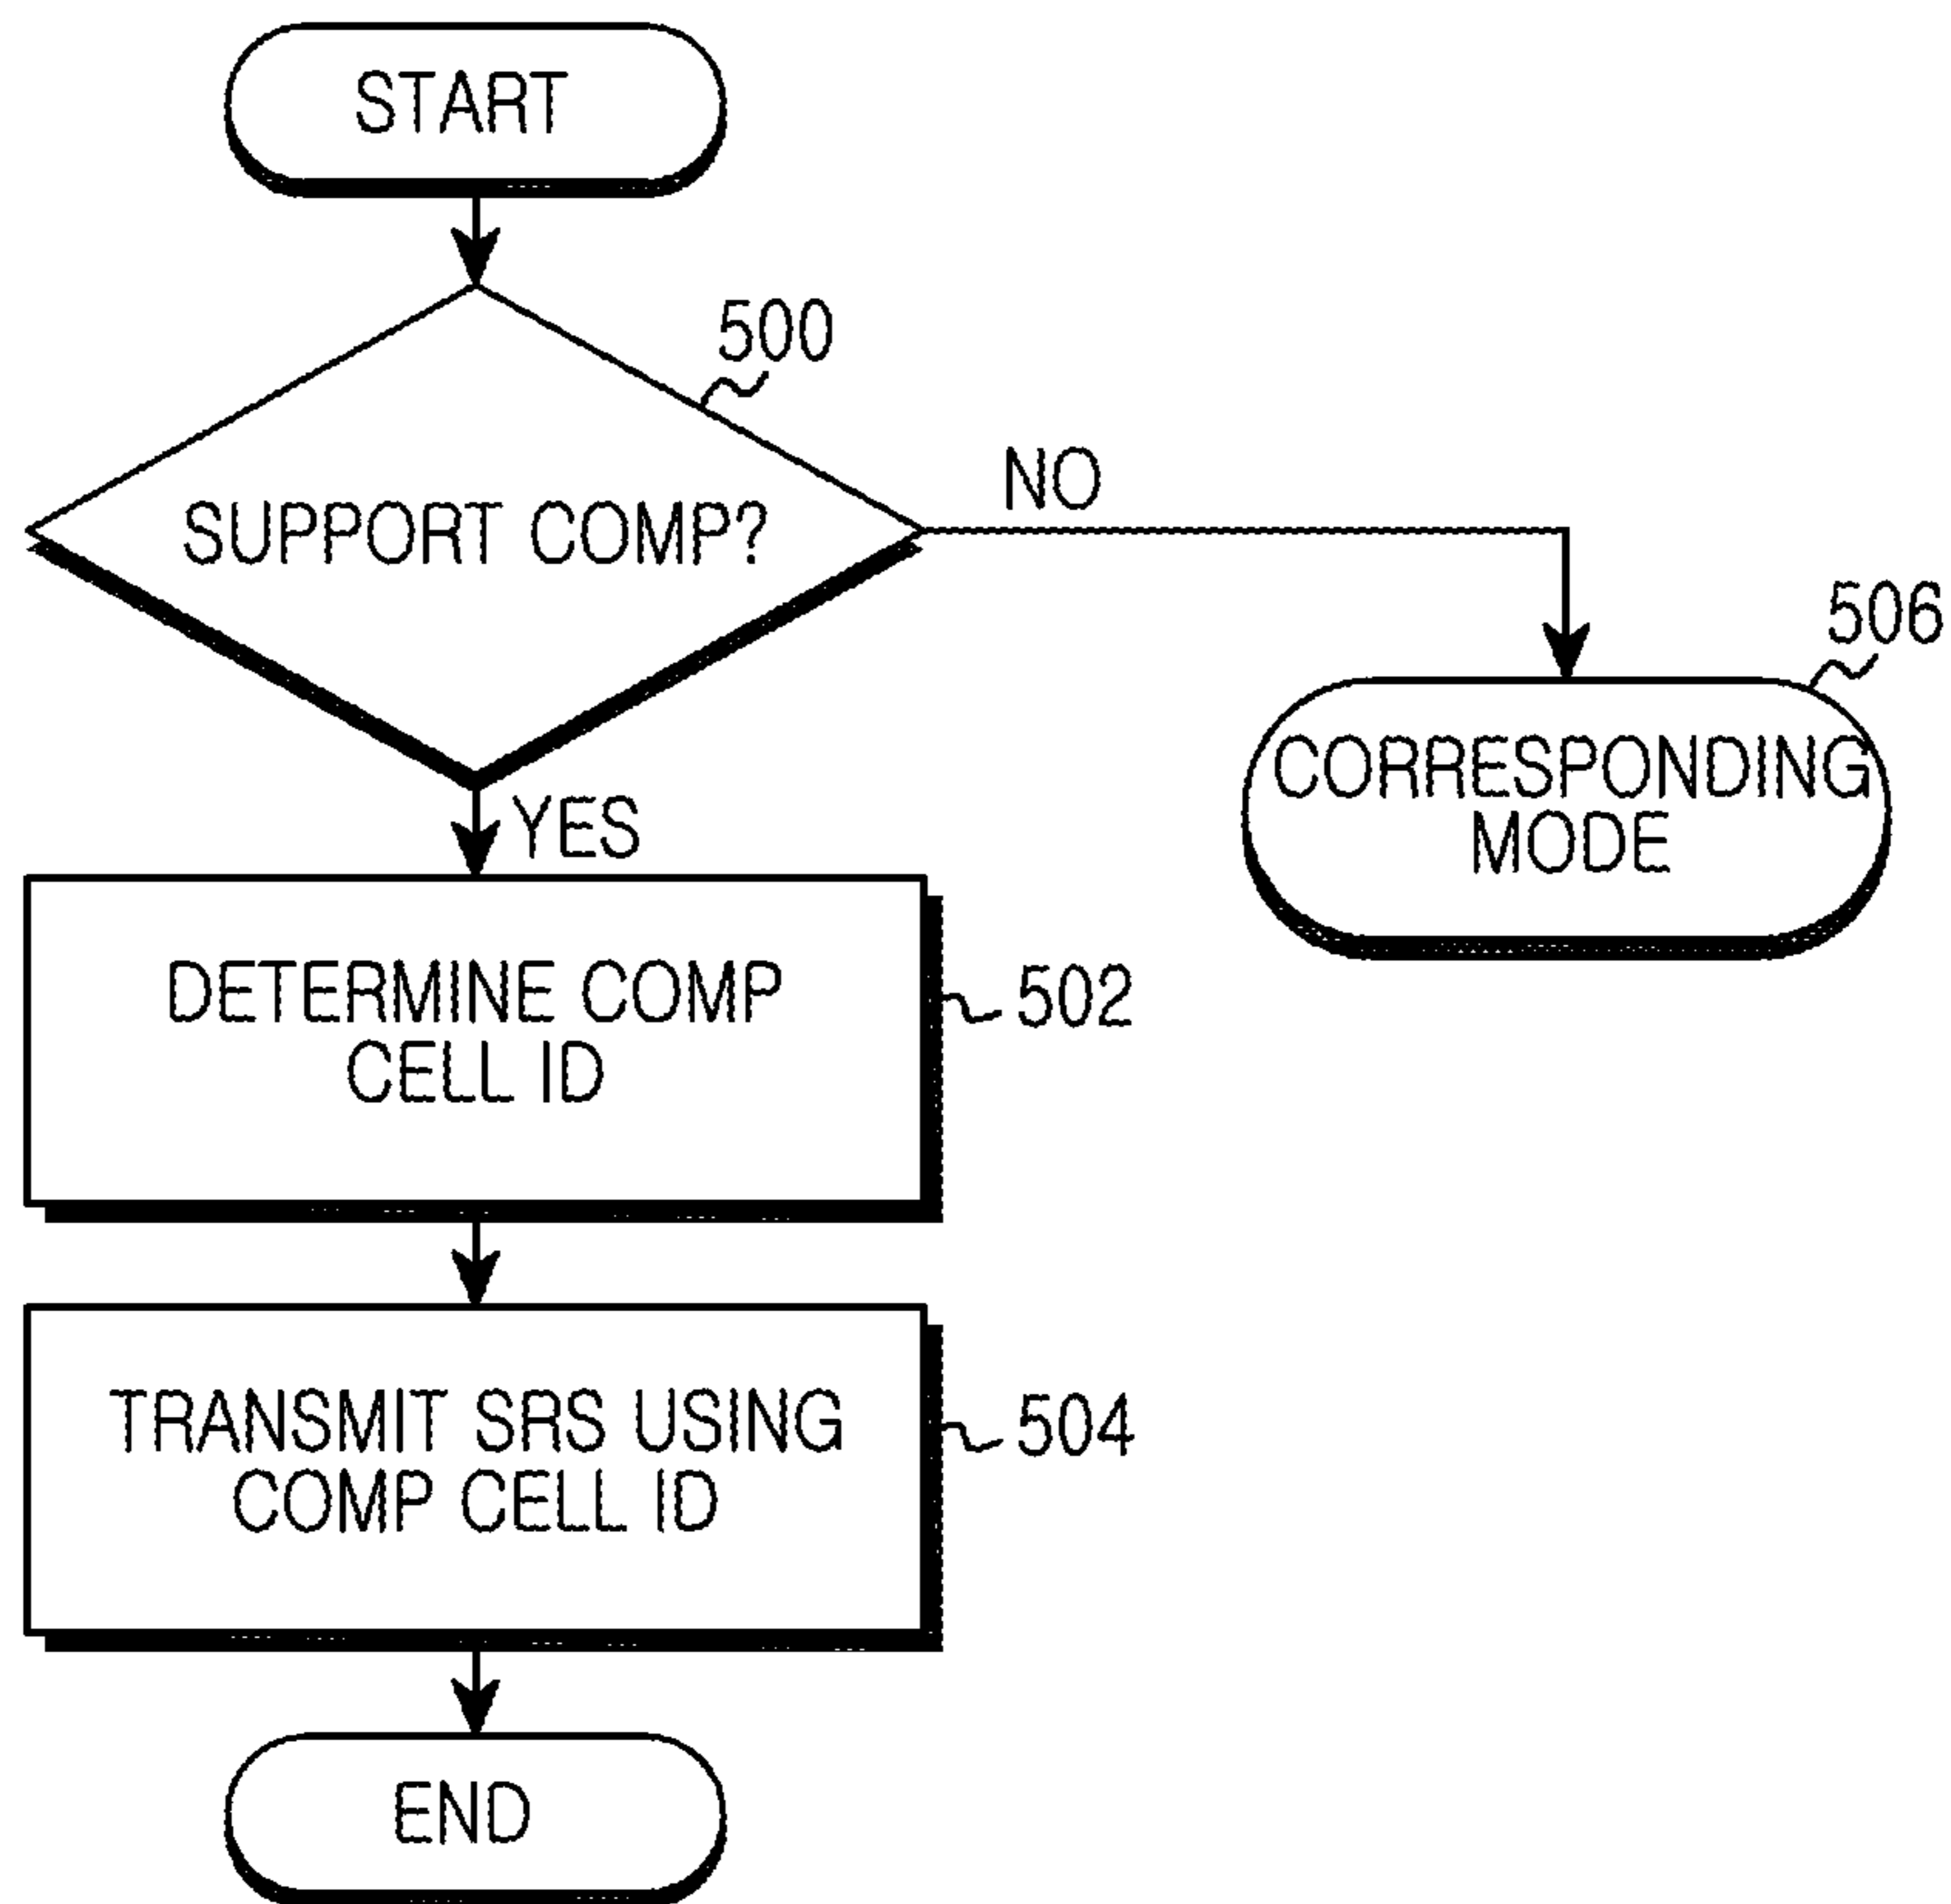 START
500
SUPPORT COMP?
NO
YES
506
CORRESPONDING
MODE
DETERMINE COMP
CELL ID
502
TRANSMIT SRS USING
COMP CELL ID
504
END